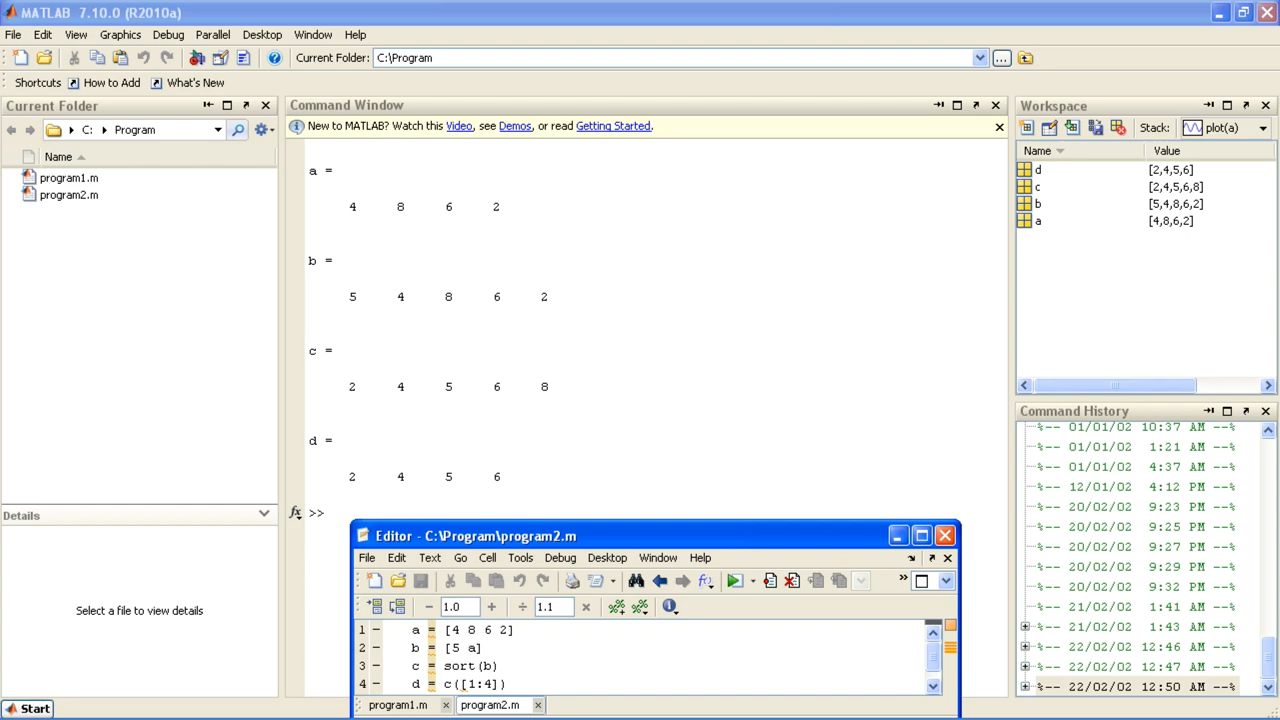 MATLAB 7.10.0 (R2010a)
File Edit View Graphics Debug Parallel Desktop Window Help
Current Folder: C:\Program ...
Shortcuts How to Add What's New
Current Folder
C: Program
Name
program1.m
program2.m
Details
Select a file to view details
Command Window
New to MATLAB? Watch this Video, see Demos, or read Getting Started.
a =
4 8 6 2
b =
5 4 8 6 2
c =
2 4 5 6 8
d =
2 4 5 6
fx >>
Editor - C:\Program\program2.m
File Edit Text Go Cell Tools Debug Desktop Window Help
− 1.0 + ÷ 1.1 ×
1 − a = [4 8 6 2]
2 − b = [5 a]
3 − c = sort(b)
4 − d = c([1:4])
program1.m × program2.m ×
Workspace
Stack: plot(a)
Name Value
d [2,4,5,6]
c [2,4,5,6,8]
b [5,4,8,6,2]
a [4,8,6,2]
Command History
%-- 01/01/02 10:37 AM --%
%-- 01/01/02 1:21 AM --%
%-- 01/01/02 4:37 AM --%
%-- 12/01/02 4:12 PM --%
%-- 20/02/02 9:23 PM --%
%-- 20/02/02 9:25 PM --%
%-- 20/02/02 9:27 PM --%
%-- 20/02/02 9:29 PM --%
%-- 20/02/02 9:32 PM --%
%-- 21/02/02 1:41 AM --%
%-- 21/02/02 1:43 AM --%
%-- 22/02/02 12:46 AM --%
%-- 22/02/02 12:47 AM --%
%-- 22/02/02 12:50 AM --%
Start